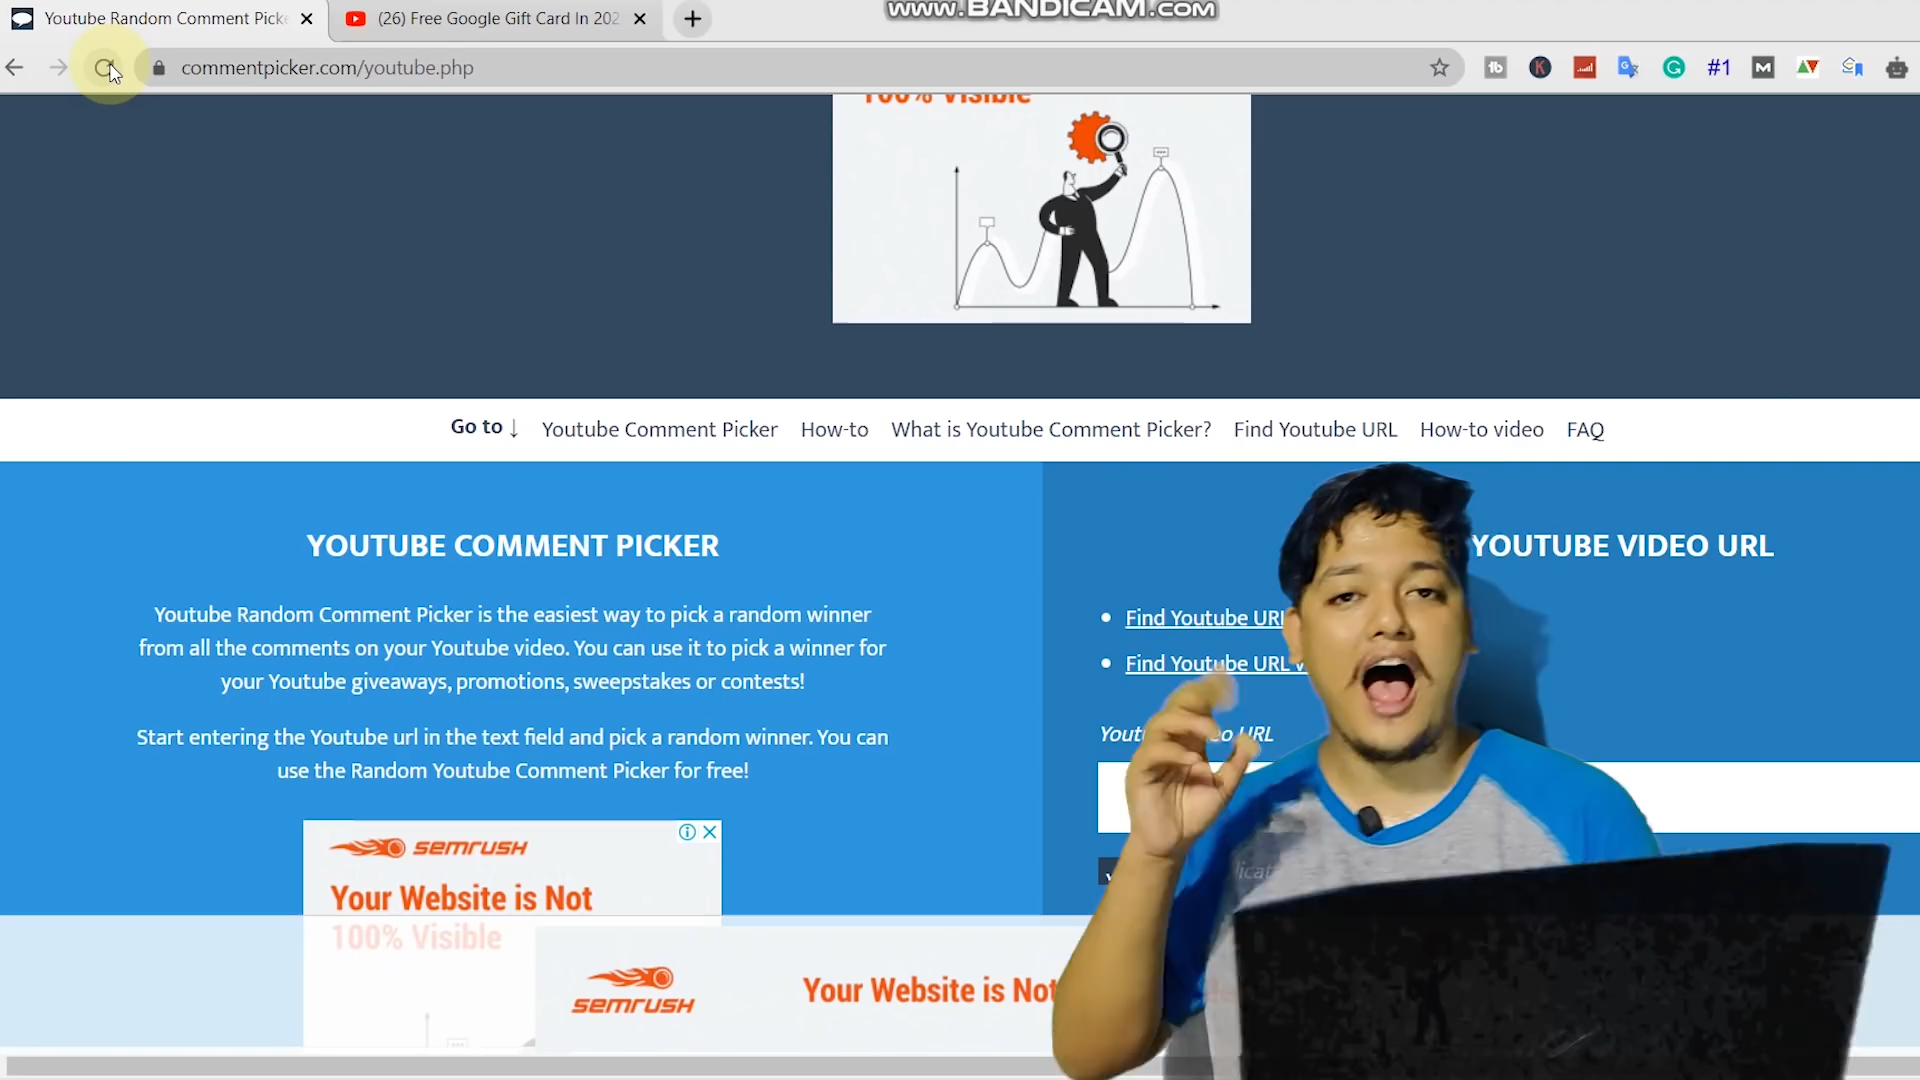 www.BANDICAM.com
Youtube Random Comment Picke
(26) Free Google Gift Card In 202
commentpicker.com/youtube.php
#1
100% Visible
Go to ↓ Youtube Comment Picker How-to What is Youtube Comment Picker? Find Youtube URL How-to video FAQ
YOUTUBE COMMENT PICKER
Youtube Random Comment Picker is the easiest way to pick a random winner
from all the comments on your Youtube video. You can use it to pick a winner for
your Youtube giveaways, promotions, sweepstakes or contests!
Start entering the Youtube url in the text field and pick a random winner. You can
use the Random Youtube Comment Picker for free!
YOUTUBE VIDEO URL
Find Youtube URL
Find Youtube URL
URL
SEMRUSH
Your Website is Not
100% Visible
SEMRUSH
Your Website is Not